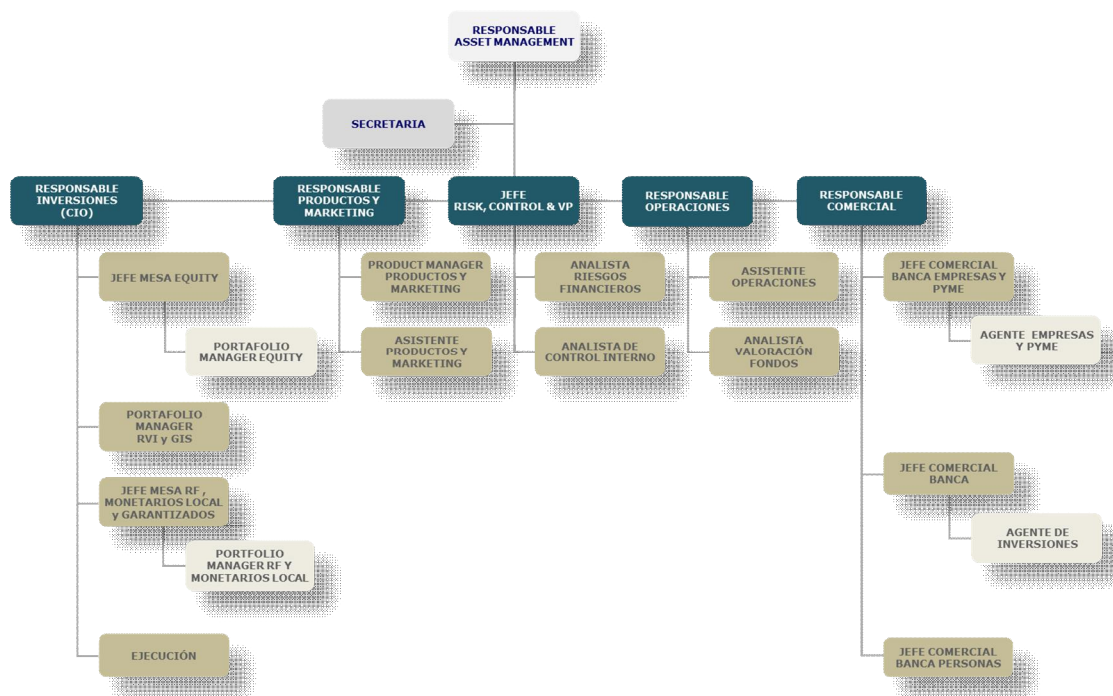 RESPONSABLE
ASSET MANAGEMENT
SECRETARIA
RESPONSABLE
INVERSIONES
(CIO)
RESPONSABLE
PRODUCTOS Y
MARKETING
JEFE
RISK, CONTROL & VP
RESPONSABLE
OPERACIONES
RESPONSABLE
COMERCIAL
JEFE MESA EQUITY
PORTAFOLIO
MANAGER EQUITY
PORTAFOLIO
MANAGER
RVI y GIS
JEFE MESA RF ,
MONETARIOS LOCAL
y GARANTIZADOS
PORTFOLIO
MANAGER RF Y
MONETARIOS LOCAL
EJECUCIÓN
PRODUCT MANAGER
PRODUCTOS Y
MARKETING
ASISTENTE
PRODUCTOS Y
MARKETING
ANALISTA
RIESGOS
FINANCIEROS
ANALISTA DE
CONTROL INTERNO
ASISTENTE
OPERACIONES
ANALISTA
VALORACIÓN
FONDOS
JEFE COMERCIAL
BANCA EMPRESAS Y
PYME
AGENTE EMPRESAS
Y PYME
JEFE COMERCIAL
BANCA
AGENTE DE
INVERSIONES
JEFE COMERCIAL
BANCA PERSONAS